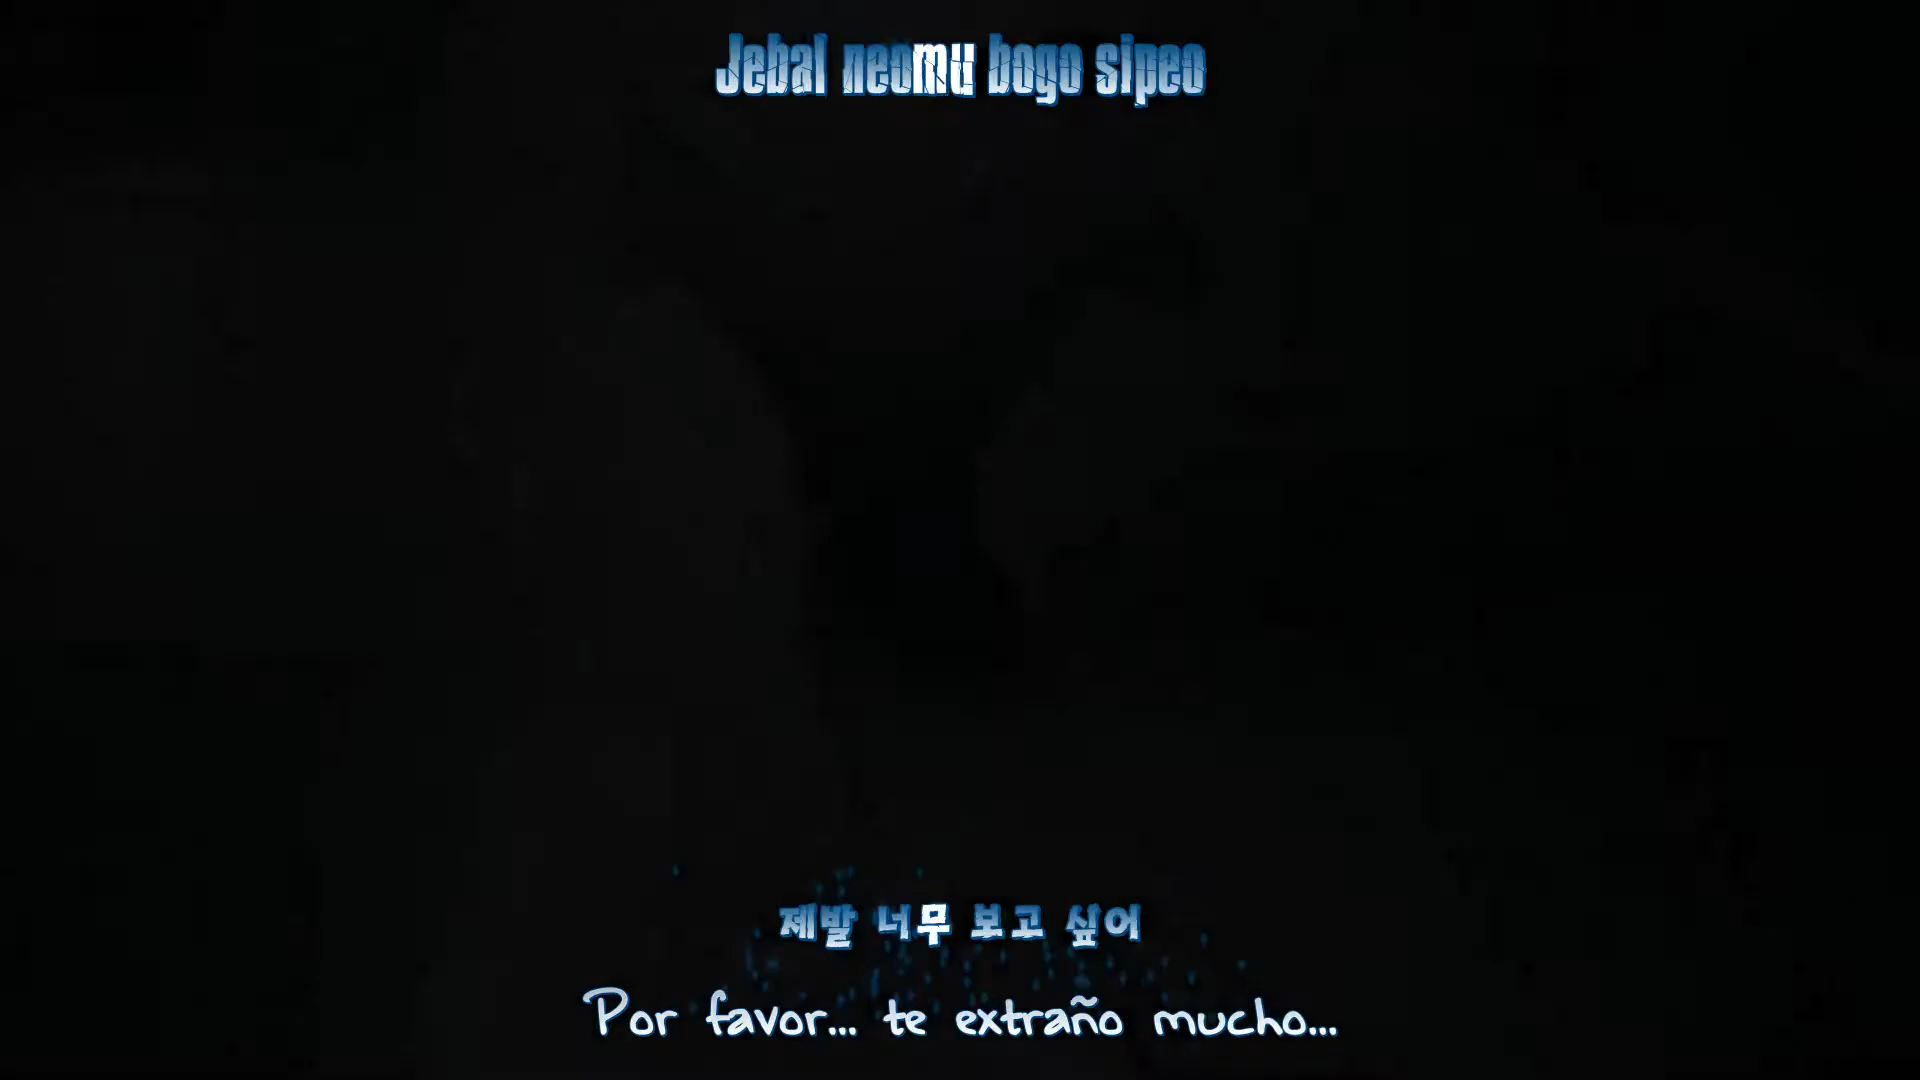 Jebal neomu bogo sipeo
제발 너무 보고 싶어
Por favor... te extraño mucho...